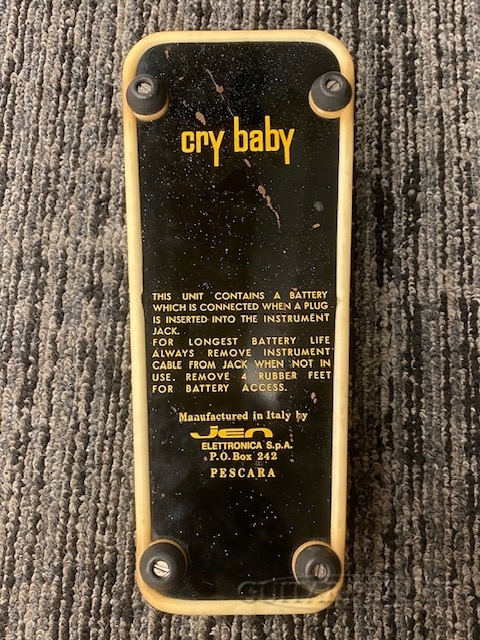 cry baby
THIS UNIT CONTAINS A BATTERY
WHICH IS CONNECTED WHEN A PLUG
IS INSERTED INTO THE INSTRUMENT
JACK.
FOR LONGEST BATTERY LIFE
ALWAYS REMOVE INSTRUMENT
CABLE FROM JACK WHEN NOT IN
USE. REMOVE 4 RUBBER FEET
FOR BATTERY ACCESS.
Manufactured in Italy by
Jen
ELETTRONICA S.p.A.
P.O. Box 242
PESCARA